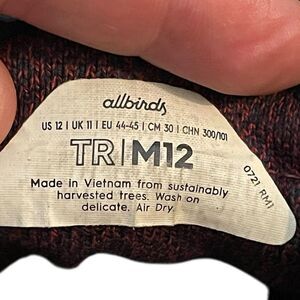 allbirds
US 12 | UK 11 | EU 44-45 | CM 30 | CHN 300/101
TR|M12
Made in Vietnam from sustainably
harvested trees. Wash on
delicate. Air Dry.
0721 RM1